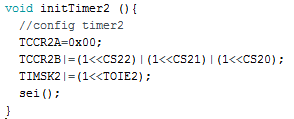 void initTimer2 (){
//config timer2
TCCR2A=0x00;
TCCR2B|=(1<<CS22)|(1<<CS21)|(1<<CS20);
TIMSK2|=(1<<TOIE2);
sei();
}